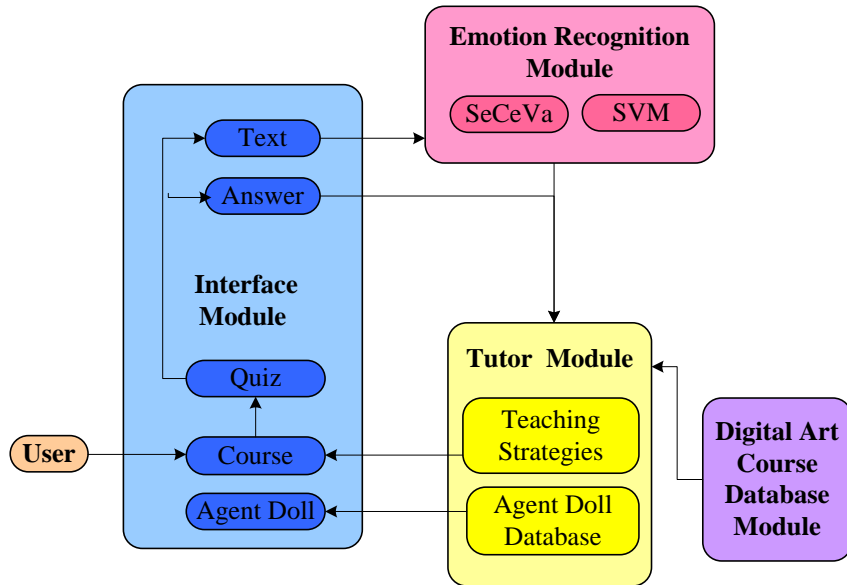 Emotion Recognition
Module
SeCeVa
SVM
Text
Answer
Interface
Module
Quiz
Course
Agent Doll
User
Tutor Module
Teaching
Strategies
Agent Doll
Database
Digital Art
Course
Database
Module